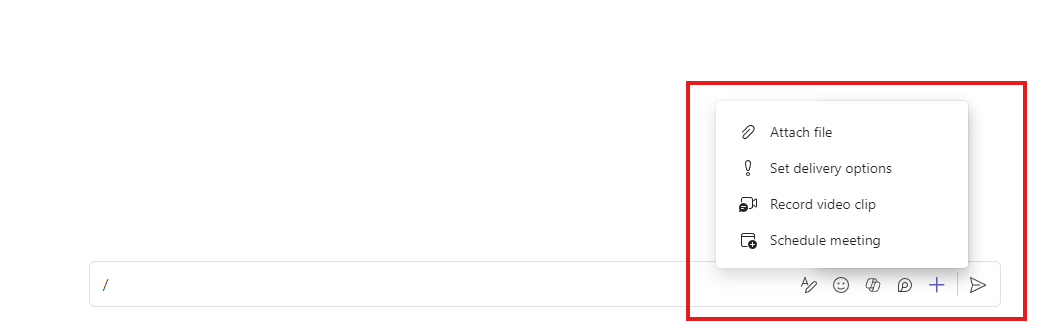 Attach file
Set delivery options
Record video clip
Schedule meeting
/